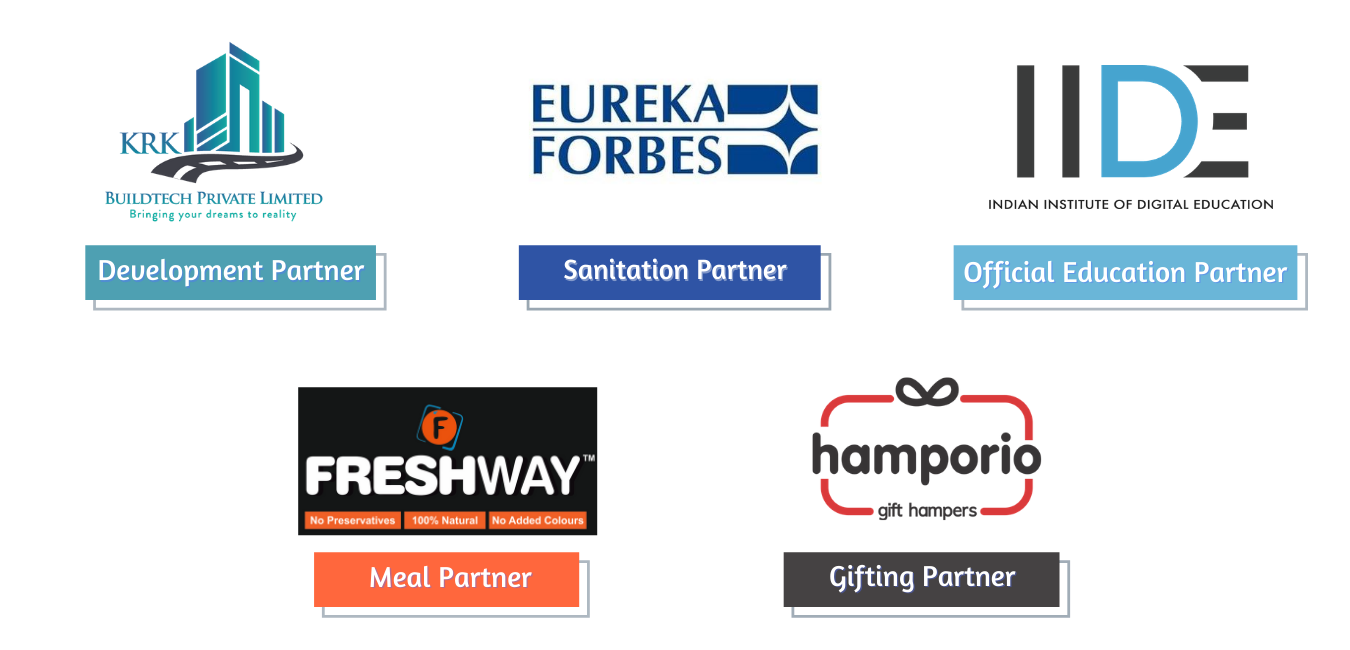 KRK
BUILDTECH PRIVATE LIMITED
Bringing your dreams to reality
Development Partner
EUREKA
FORBES
Sanitation Partner
IIDE
INDIAN INSTITUTE OF DIGITAL EDUCATION
Official Education Partner
F
FRESHWAY™
No Preservatives 100% Natural No Added Colours
Meal Partner
hamporio
gift hampers
Gifting Partner